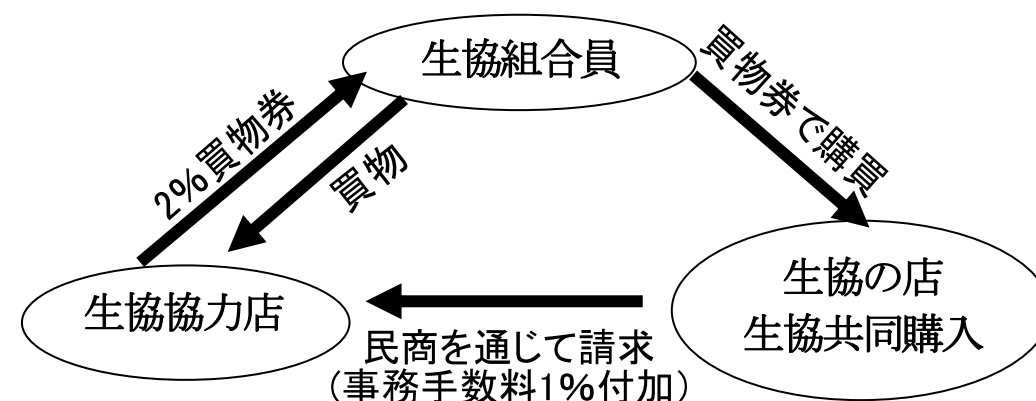 生協組合員
買物券で購買
2%買物券
買物
生協の店
生協共同購入
生協協力店
民商を通じて請求
(事務手数料1%付加)